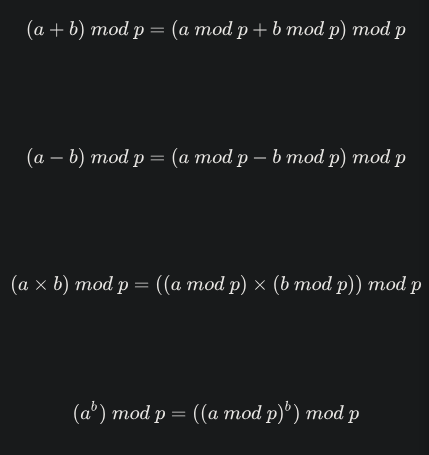 (a + b) mod p = (a mod p + b mod p) mod p
(a − b) mod p = (a mod p − b mod p) mod p
(a × b) mod p = ((a mod p) × (b mod p)) mod p
(a^b) mod p = ((a mod p)^b) mod p